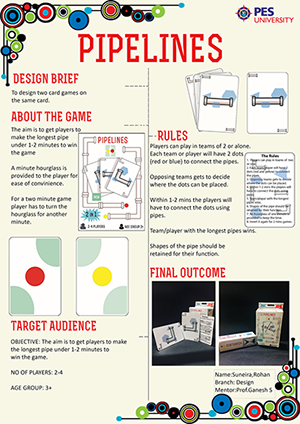 PES
UNIVERSITY
PIPELINES
DESIGN BRIEF
To design two card games on
the same card.
ABOUT THE GAME
The aim is to get players to
make the longest pipe
under 1-2 minutes to win
the game
A minute hourglass is
provided to the player for
ease of convinience.
For a two minute game
player has to turn the
hourglass for another
minute.
PIPELINES
2 in 1
2-4 PLAYERS
AGE GROUP 3+
RULES
Players can play in teams of 2 or alone.
Each team or player will have 2 dots
(red or blue) to connect the pipes.
Opposing teams gets to decide
where the dots can be placed.
Within 1-2 mins the players will
have to connect the dots using
pipes.
Team/player with the longest pipes wins.
Shapes of the pipe should be
retained for their function.
The Rules
TARGET AUDIENCE
OBJECTIVE: The aim is to get players to make
the longest pipe under 1-2 minutes to
win the game.
NO OF PLAYERS: 2-4
AGE GROUP: 3+
FINAL OUTCOME
Name:Suneira,Rohan
Branch: Design
Mentor:Prof.Ganesh S